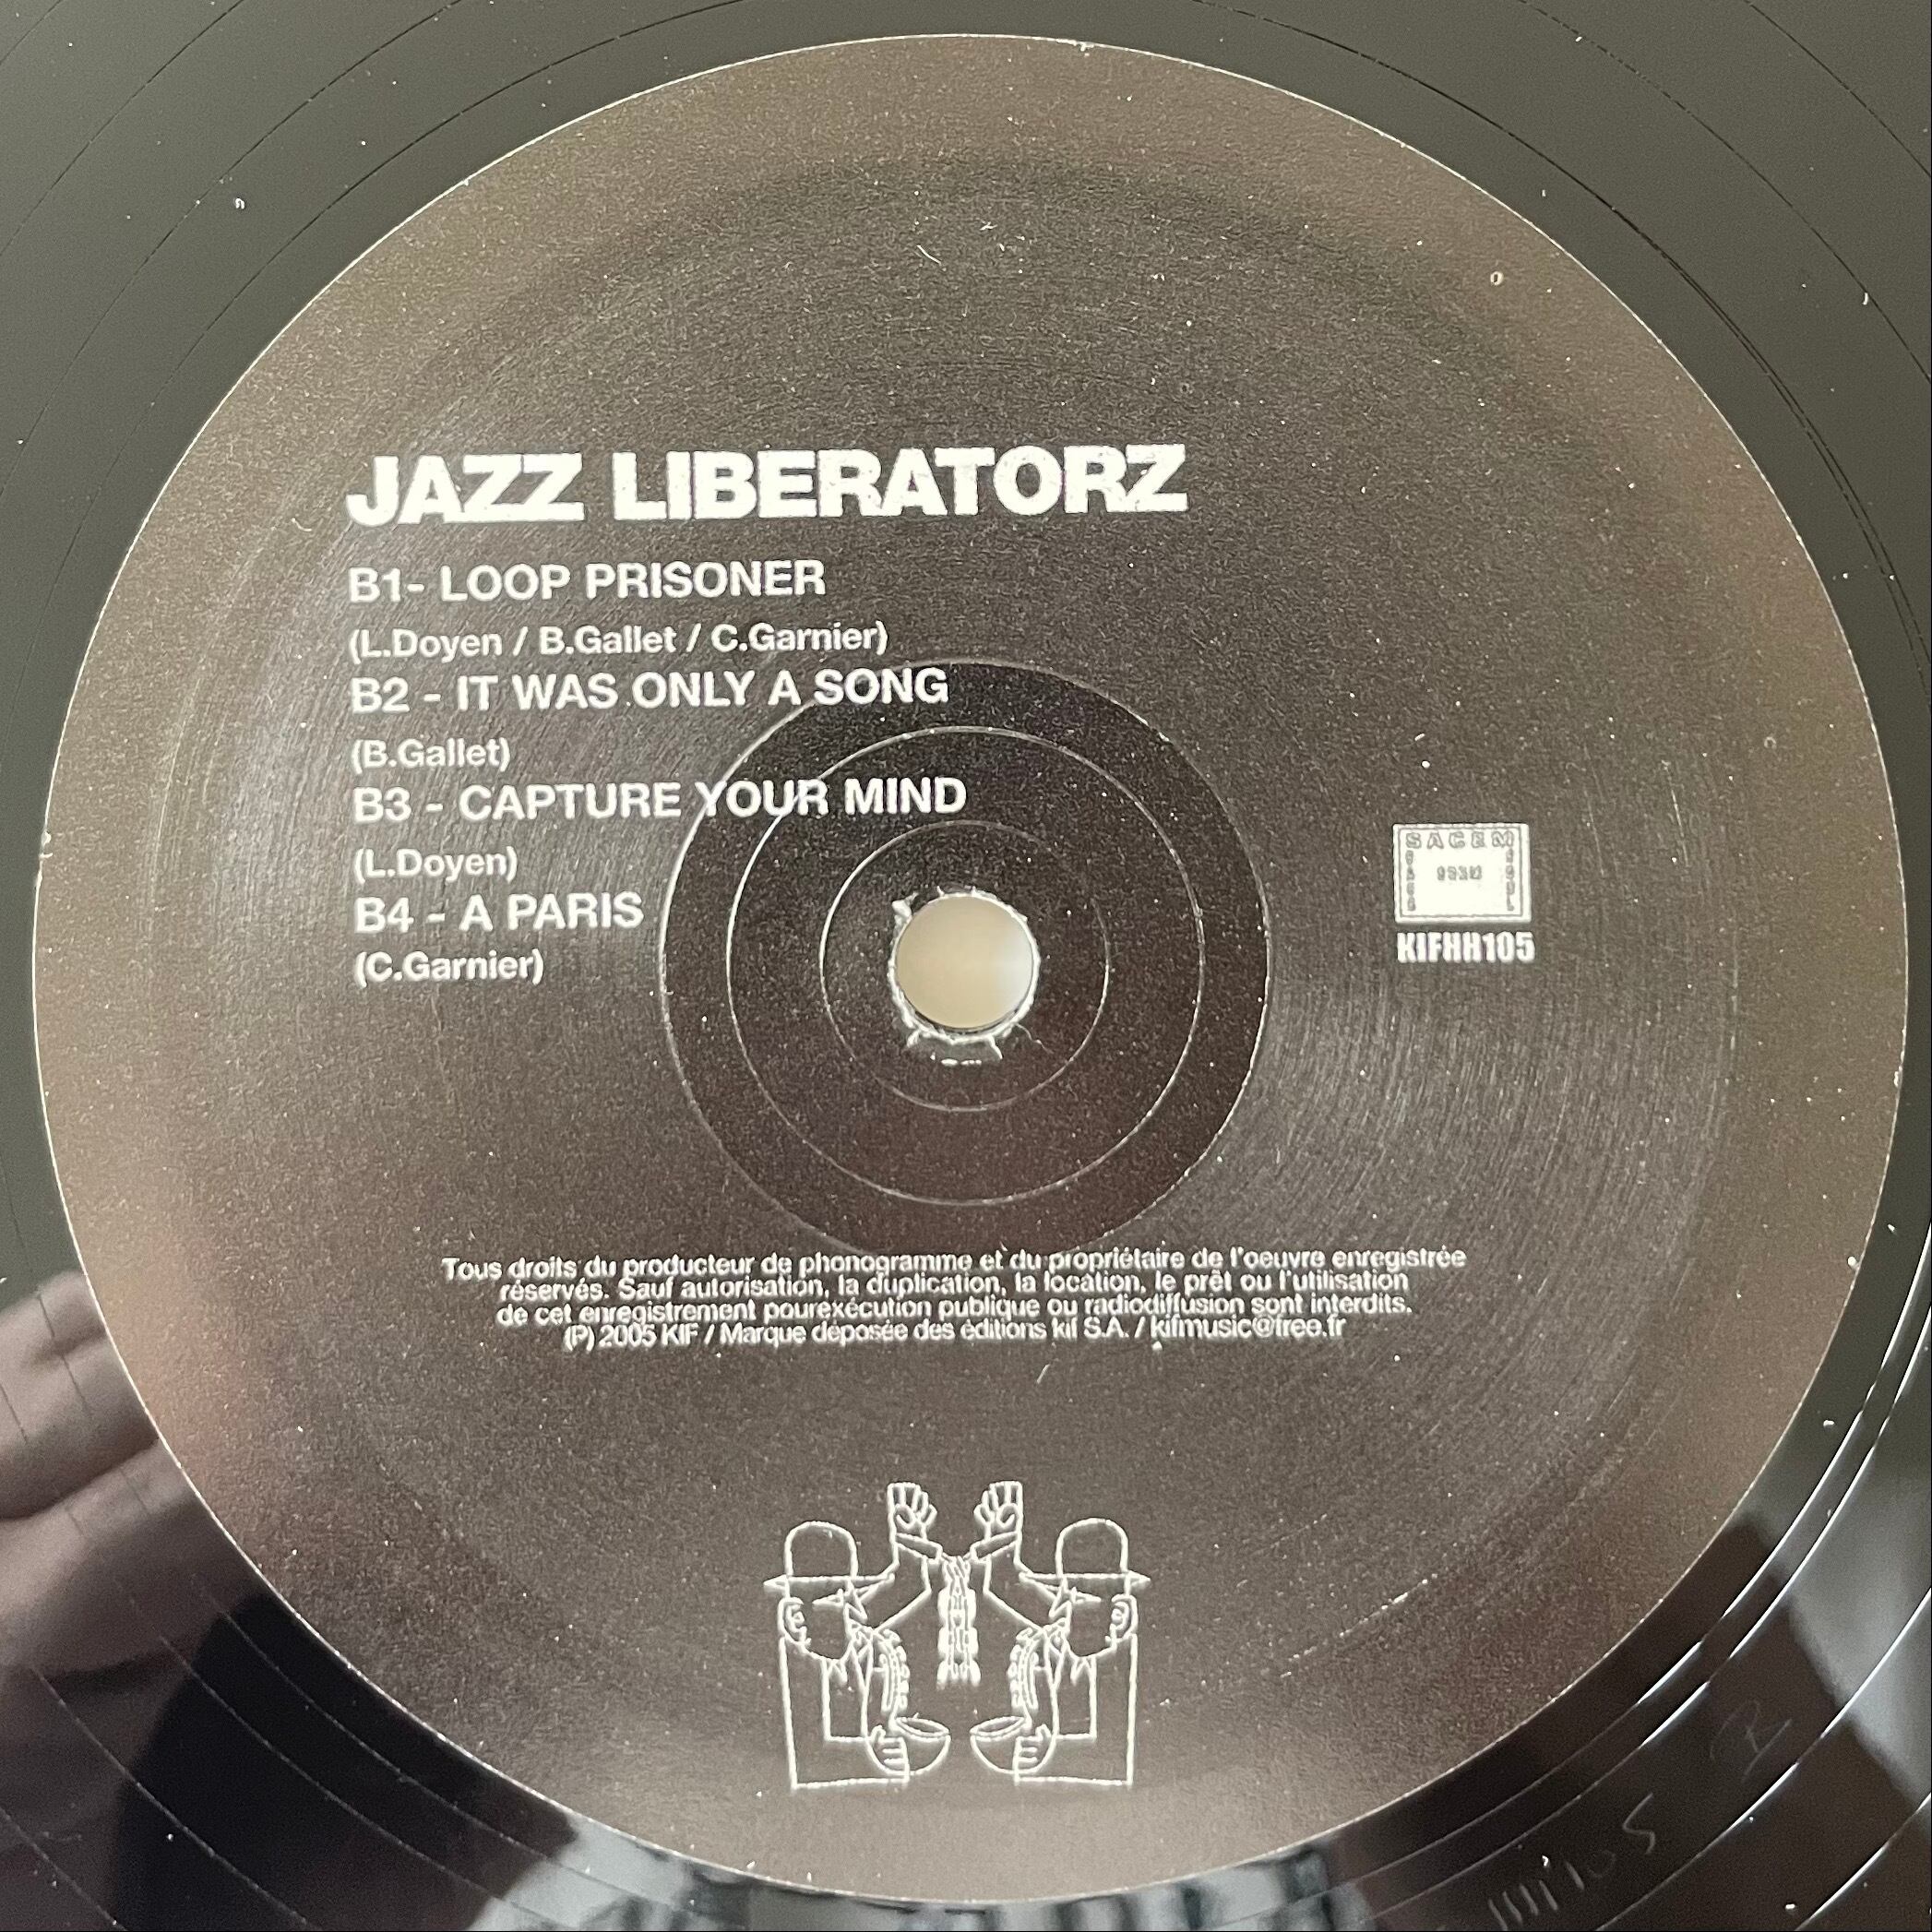 JAZZ LIBERATORZ
B1- LOOP PRISONER
(L.Doyen / B.Gallet / C.Garnier)
B2 - IT WAS ONLY A SONG
(B.Gallet)
B3 - CAPTURE YOUR MIND
(L.Doyen)
B4 - A PARIS
(C.Garnier)
SACEM
KIFHH105
Tous droits du producteur de phonogramme et du propriétaire de l'oeuvre enregistrée
réservés. Sauf autorisation, la duplication, la location, le prêt ou l'utilisation
de cet enregistrement pourexécution publique ou radiodiffusion sont interdits.
(P) 2005 KIF / Marque déposée des éditions kif S.A. / kifmusic@free.fr